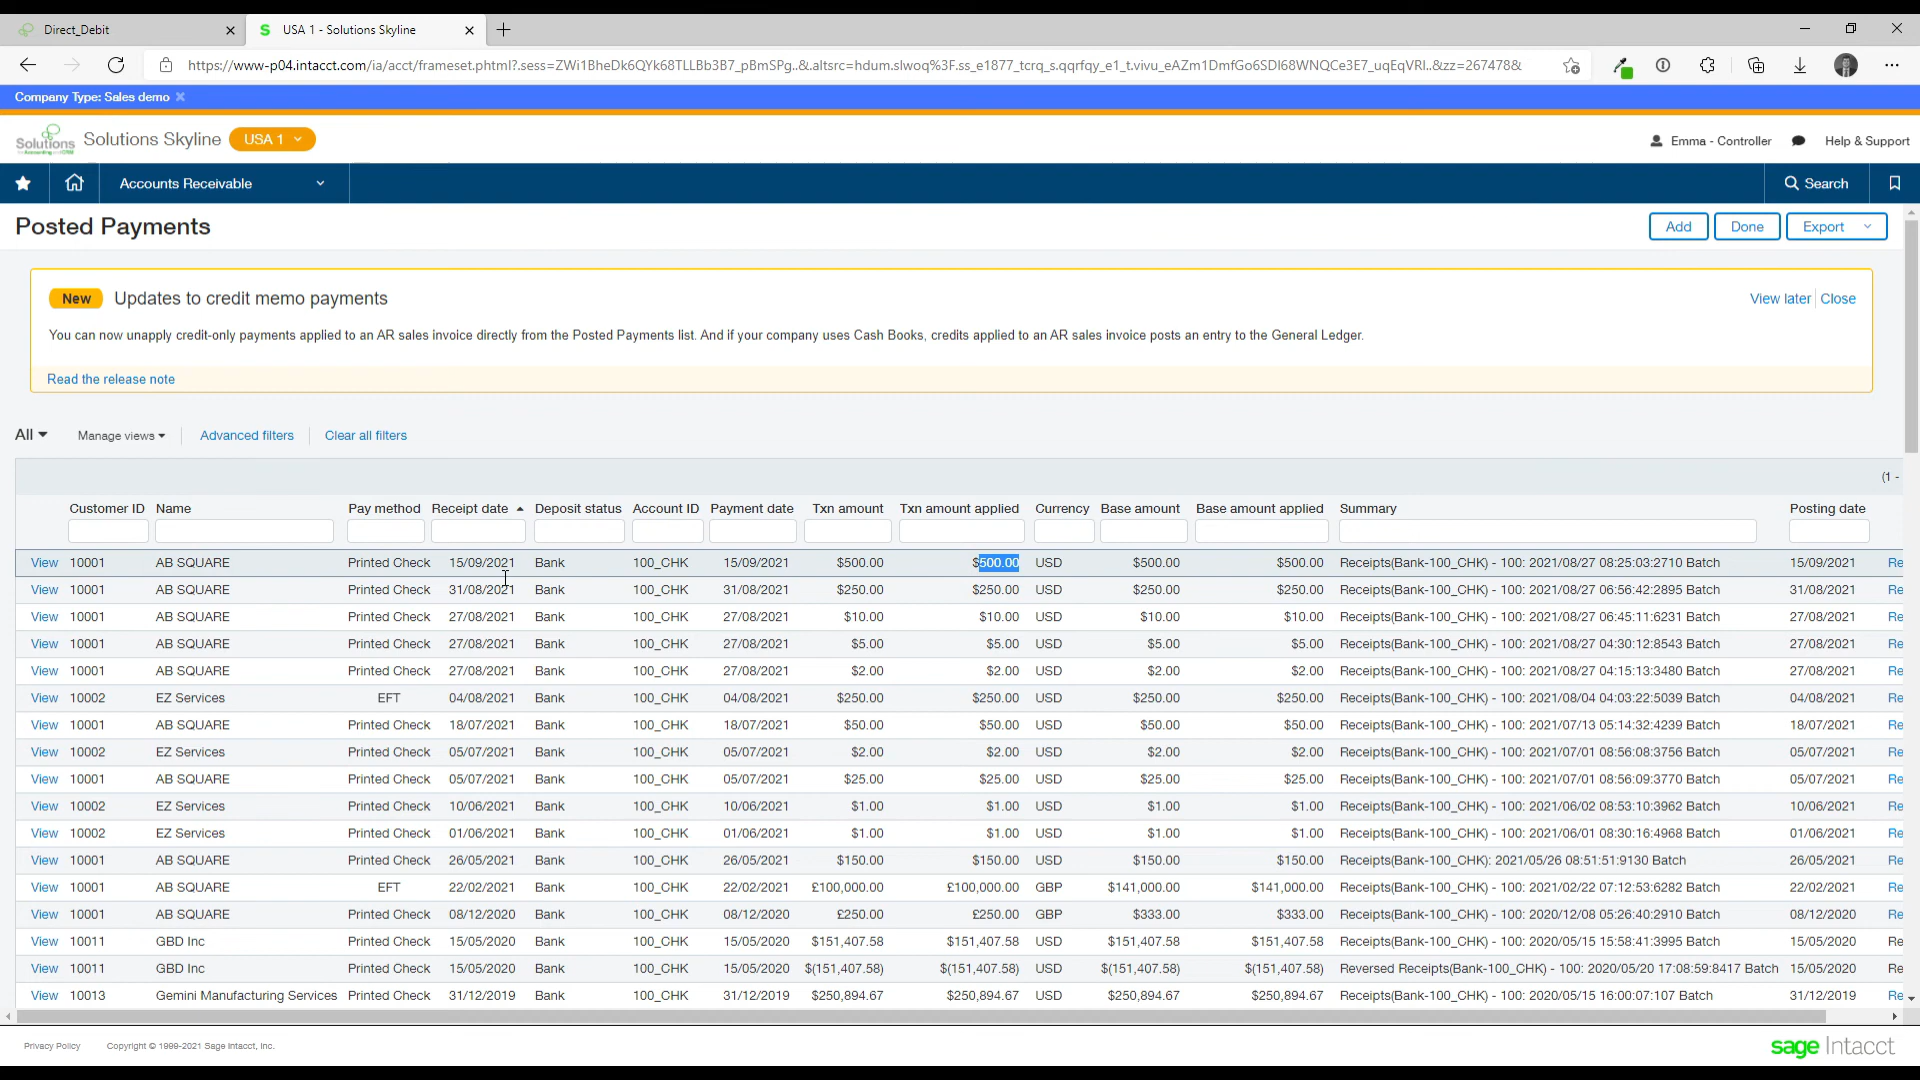 Direct_Debit
USA 1 - Solutions Skyline
https://www-p04.intacct.com/ia/acct/frameset.phtml?.sess=ZWi1BheDk6QYk68TLLBb3B7_pBmSPg..&.altsrc=hdum.slwoq%3F.ss_e1877_tcrq_s.qqrfqy_e1_t.vivu_eAZm1DmfGo6SDI68WNQCe3E7_uqEqVRI..&zz=267478&
Company Type: Sales demo
Solutions
Solutions Skyline USA 1
Emma - Controller Help & Support
Accounts Receivable Search
Posted Payments Add Done Export
New Updates to credit memo payments View later Close
You can now unapply credit-only payments applied to an AR sales invoice directly from the Posted Payments list. And if your company uses Cash Books, credits applied to an AR sales invoice posts an entry to the General Ledger.
Read the release note
All Manage views Advanced filters Clear all filters
(1 -
Customer ID Name Pay method Receipt date Deposit status Account ID Payment date Txn amount Txn amount applied Currency Base amount Base amount applied Summary Posting date
View 10001 AB SQUARE Printed Check 15/09/2021 Bank 100_CHK 15/09/2021 $500.00 $500.00 USD $500.00 $500.00 Receipts(Bank-100_CHK) - 100: 2021/08/27 08:25:03:2710 Batch 15/09/2021 Re
View 10001 AB SQUARE Printed Check 31/08/2021 Bank 100_CHK 31/08/2021 $250.00 $250.00 USD $250.00 $250.00 Receipts(Bank-100_CHK) - 100: 2021/08/27 06:56:42:2895 Batch 31/08/2021 Re
View 10001 AB SQUARE Printed Check 27/08/2021 Bank 100_CHK 27/08/2021 $10.00 $10.00 USD $10.00 $10.00 Receipts(Bank-100_CHK) - 100: 2021/08/27 06:45:11:6231 Batch 27/08/2021 Re
View 10001 AB SQUARE Printed Check 27/08/2021 Bank 100_CHK 27/08/2021 $5.00 $5.00 USD $5.00 $5.00 Receipts(Bank-100_CHK) - 100: 2021/08/27 04:30:12:8543 Batch 27/08/2021 Re
View 10001 AB SQUARE Printed Check 27/08/2021 Bank 100_CHK 27/08/2021 $2.00 $2.00 USD $2.00 $2.00 Receipts(Bank-100_CHK) - 100: 2021/08/27 04:15:13:3480 Batch 27/08/2021 Re
View 10002 EZ Services EFT 04/08/2021 Bank 100_CHK 04/08/2021 $250.00 $250.00 USD $250.00 $250.00 Receipts(Bank-100_CHK) - 100: 2021/08/04 04:03:22:5039 Batch 04/08/2021 Re
View 10001 AB SQUARE Printed Check 18/07/2021 Bank 100_CHK 18/07/2021 $50.00 $50.00 USD $50.00 $50.00 Receipts(Bank-100_CHK) - 100: 2021/07/13 05:14:32:4239 Batch 18/07/2021 Re
View 10002 EZ Services Printed Check 05/07/2021 Bank 100_CHK 05/07/2021 $2.00 $2.00 USD $2.00 $2.00 Receipts(Bank-100_CHK) - 100: 2021/07/01 08:56:08:3756 Batch 05/07/2021 Re
View 10001 AB SQUARE Printed Check 05/07/2021 Bank 100_CHK 05/07/2021 $25.00 $25.00 USD $25.00 $25.00 Receipts(Bank-100_CHK) - 100: 2021/07/01 08:56:09:3770 Batch 05/07/2021 Re
View 10002 EZ Services Printed Check 10/06/2021 Bank 100_CHK 10/06/2021 $1.00 $1.00 USD $1.00 $1.00 Receipts(Bank-100_CHK) - 100: 2021/06/02 08:53:10:3962 Batch 10/06/2021 Re
View 10002 EZ Services Printed Check 01/06/2021 Bank 100_CHK 01/06/2021 $1.00 $1.00 USD $1.00 $1.00 Receipts(Bank-100_CHK) - 100: 2021/06/01 08:30:16:4968 Batch 01/06/2021 Re
View 10001 AB SQUARE Printed Check 26/05/2021 Bank 100_CHK 26/05/2021 $150.00 $150.00 USD $150.00 $150.00 Receipts(Bank-100_CHK): 2021/05/26 08:51:51:9130 Batch 26/05/2021 Re
View 10001 AB SQUARE EFT 22/02/2021 Bank 100_CHK 22/02/2021 £100,000.00 £100,000.00 GBP $141,000.00 $141,000.00 Receipts(Bank-100_CHK) - 100: 2021/02/22 07:12:53:6282 Batch 22/02/2021 Re
View 10001 AB SQUARE Printed Check 08/12/2020 Bank 100_CHK 08/12/2020 £250.00 £250.00 GBP $333.00 $333.00 Receipts(Bank-100_CHK) - 100: 2020/12/08 05:26:40:2910 Batch 08/12/2020 Re
View 10011 GBD Inc Printed Check 15/05/2020 Bank 100_CHK 15/05/2020 $151,407.58 $151,407.58 USD $151,407.58 $151,407.58 Receipts(Bank-100_CHK) - 100: 2020/05/15 15:58:41:3995 Batch 15/05/2020 Re
View 10011 GBD Inc Printed Check 15/05/2020 Bank 100_CHK 15/05/2020 $(151,407.58) $(151,407.58) USD $(151,407.58) $(151,407.58) Reversed Receipts(Bank-100_CHK) - 100: 2020/05/20 17:08:59:8417 Batch 15/05/2020 Re
View 10013 Gemini Manufacturing Services Printed Check 31/12/2019 Bank 100_CHK 31/12/2019 $250,894.67 $250,894.67 USD $250,894.67 $250,894.67 Receipts(Bank-100_CHK) - 100: 2020/05/15 16:00:07:107 Batch 31/12/2019 Re
Privacy Policy Copyright © 1999-2021 Sage Intacct, Inc.
sage Intacct